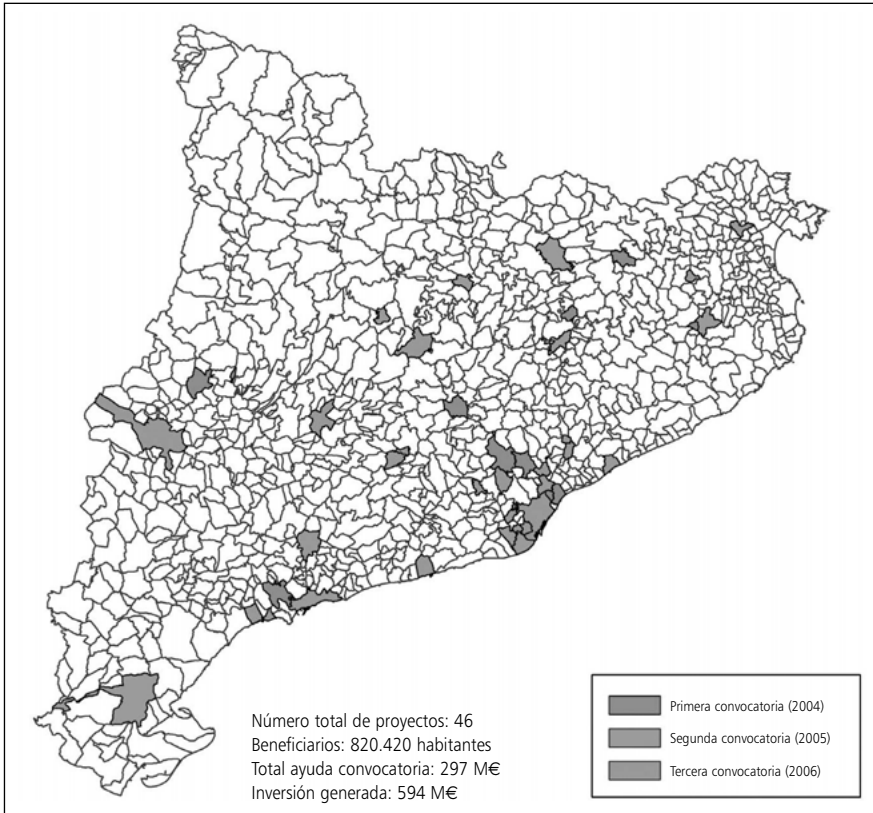 Número total de proyectos: 46
Beneficiarios: 820.420 habitantes
Total ayuda convocatoria: 297 M€
Inversión generada: 594 M€
Primera convocatoria (2004)
Segunda convocatoria (2005)
Tercera convocatoria (2006)